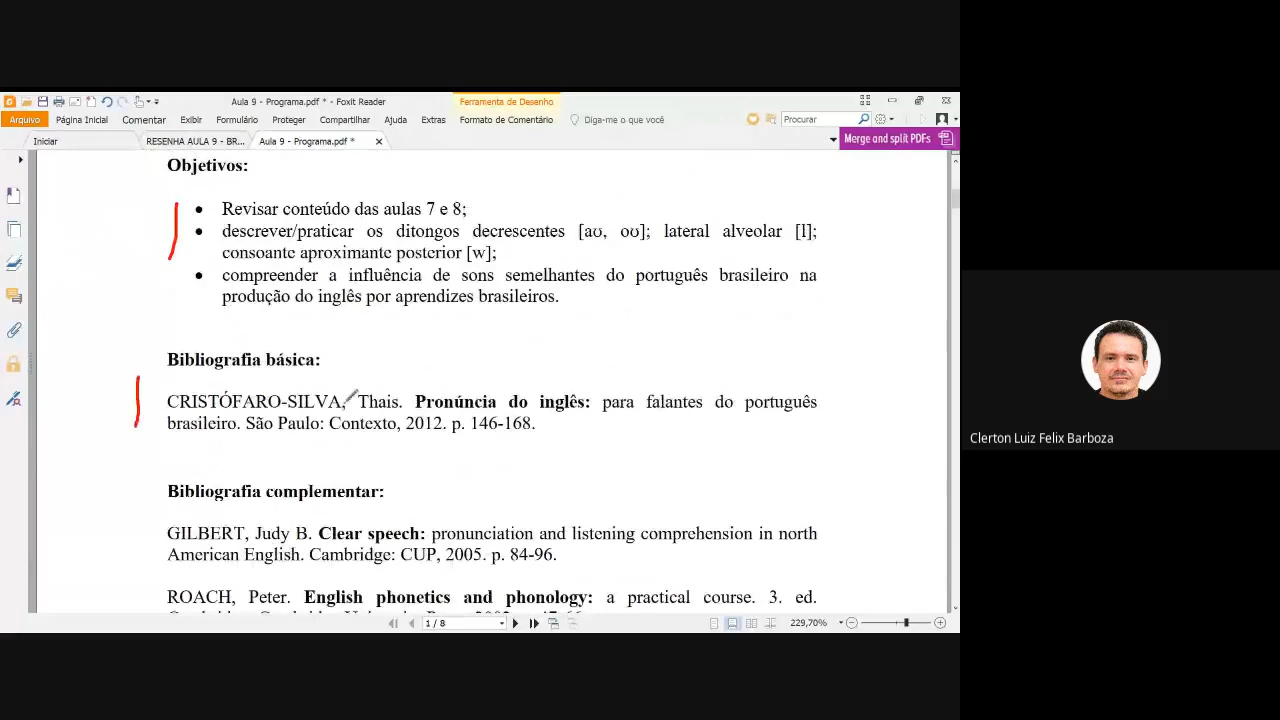 Aula 9 - Programa.pdf * - Foxit Reader
Ferramenta de Desenho
Arquivo Página Inicial Comentar Exibir Formulário Proteger Compartilhar Ajuda Extras Formato de Comentário Diga-me o que você Procurar
Iniciar RESENHA AULA 9 - BR... Aula 9 - Programa.pdf * Merge and split PDFs
Objetivos:
• Revisar conteúdo das aulas 7 e 8;
• descrever/praticar os ditongos decrescentes [aʊ, oʊ]; lateral alveolar [l];
consoante aproximante posterior [w];
• compreender a influência de sons semelhantes do português brasileiro na
produção do inglês por aprendizes brasileiros.
Bibliografia básica:
CRISTÓFARO-SILVA, Thais. Pronúncia do inglês: para falantes do português
brasileiro. São Paulo: Contexto, 2012. p. 146-168.
Bibliografia complementar:
GILBERT, Judy B. Clear speech: pronunciation and listening comprehension in north
American English. Cambridge: CUP, 2005. p. 84-96.
ROACH, Peter. English phonetics and phonology: a practical course. 3. ed.
1 / 8
229,70%
Clerton Luiz Felix Barboza